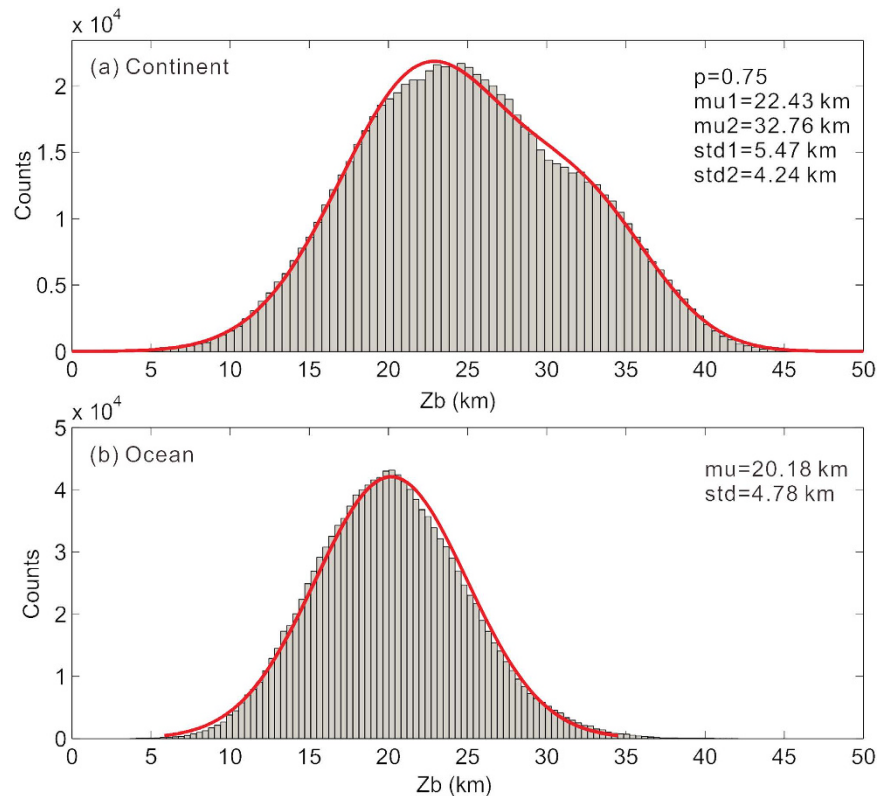 x 10^4
(a) Continent
p=0.75
mu1=22.43 km
mu2=32.76 km
std1=5.47 km
std2=4.24 km
2
1.5
1
0.5
0
Counts
0 5 10 15 20 25 30 35 40 45 50
Zb (km)
x 10^4
(b) Ocean
mu=20.18 km
std=4.78 km
5
4
3
2
1
0
Counts
0 5 10 15 20 25 30 35 40 45 50
Zb (km)